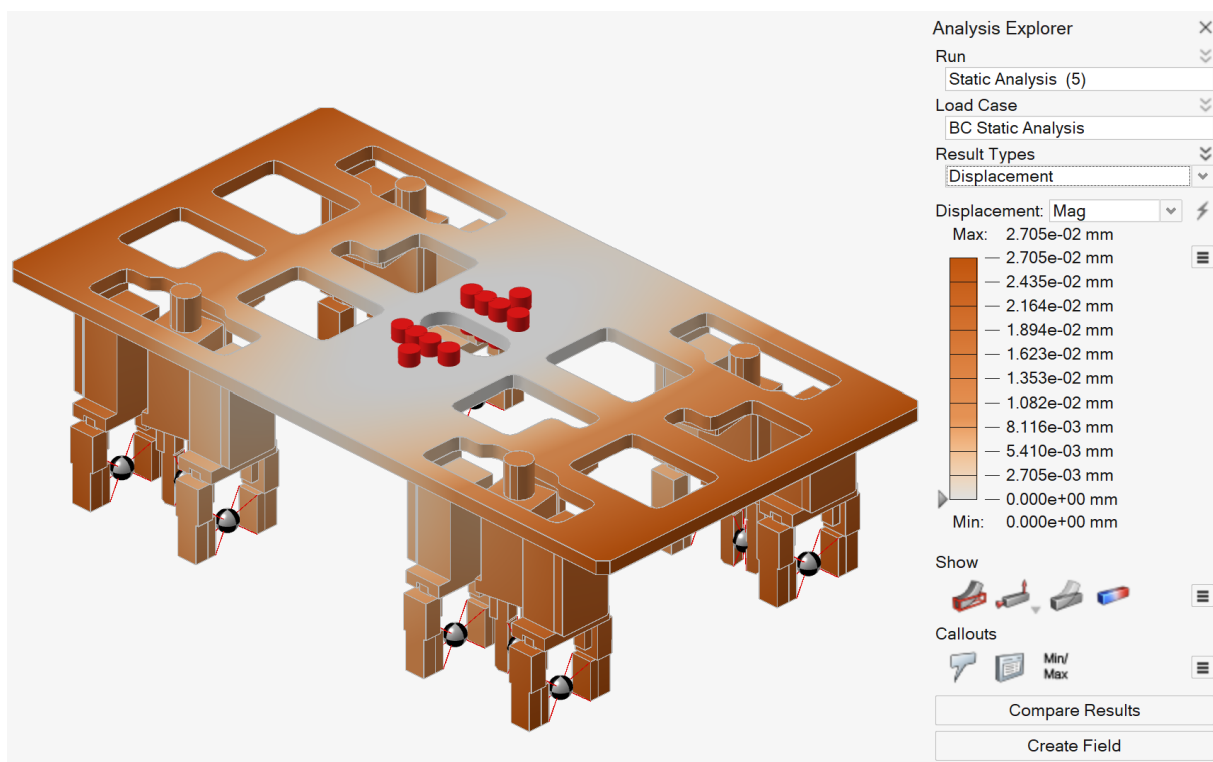 Analysis Explorer
Run
Static Analysis (5)
Load Case
BC Static Analysis
Result Types
Displacement
Displacement: Mag
Max: 2.705e-02 mm
2.705e-02 mm
2.435e-02 mm
2.164e-02 mm
1.894e-02 mm
1.623e-02 mm
1.353e-02 mm
1.082e-02 mm
8.116e-03 mm
5.410e-03 mm
2.705e-03 mm
0.000e+00 mm
Min: 0.000e+00 mm
Show
Callouts
Min/
Max
Compare Results
Create Field